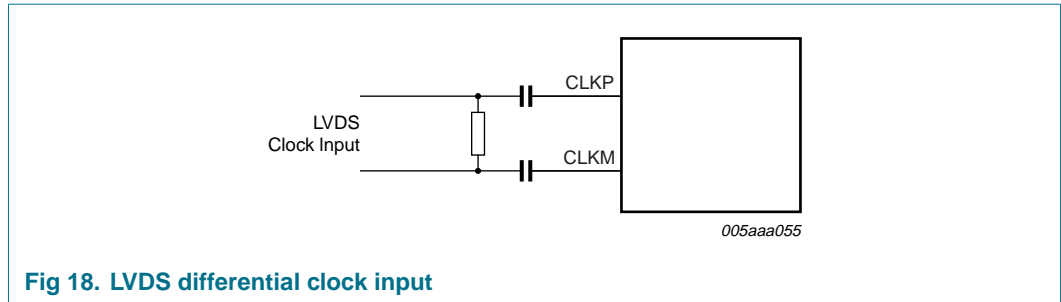 CLKP
LVDS
Clock Input
CLKM
005aaa055
Fig 18. LVDS differential clock input